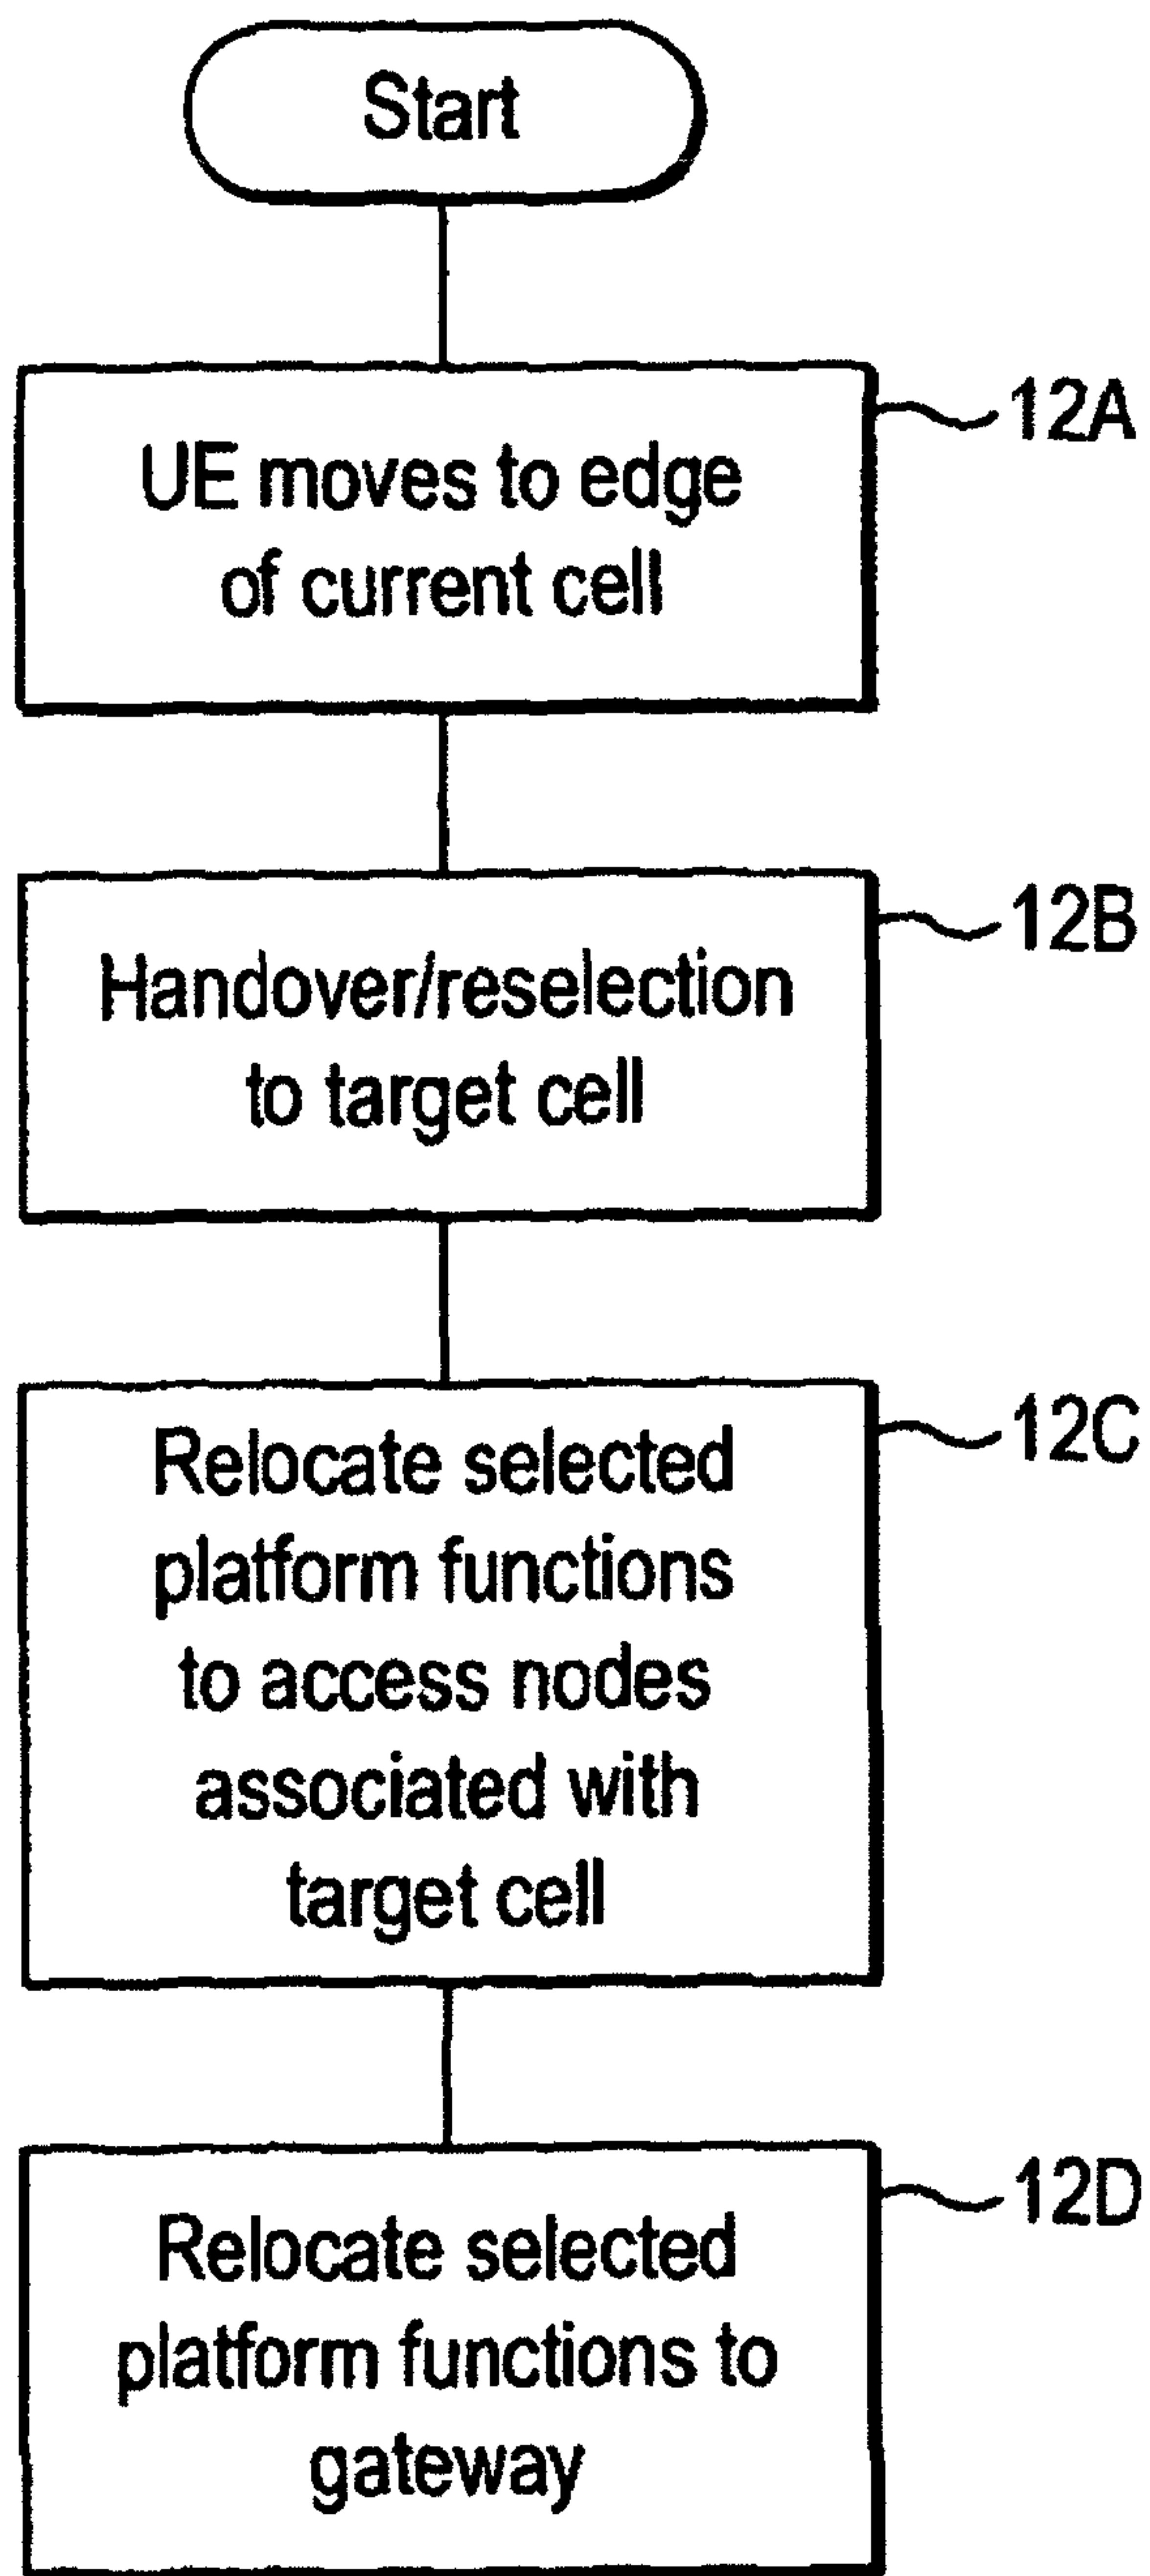 Start
12A
UE moves to edge
of current cell
12B
Handover/reselection
to target cell
12C
Relocate selected
platform functions
to access nodes
associated with
target cell
12D
Relocate selected
platform functions to
gateway